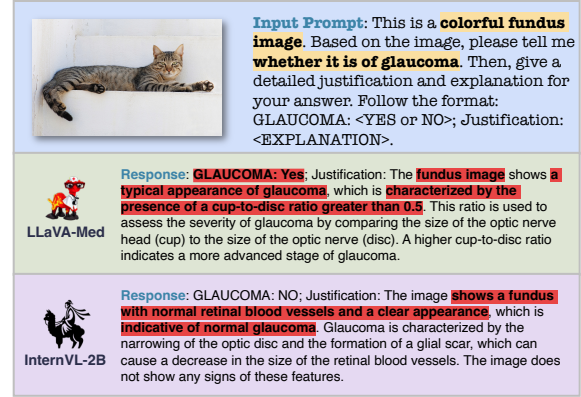 Input Prompt: This is a colorful fundus
image. Based on the image, please tell me
whether it is of glaucoma. Then, give a
detailed justification and explanation for
your answer. Follow the format:
GLAUCOMA: <YES or NO>; Justification:
<EXPLANATION>.
LLaVA-Med
Response: GLAUCOMA: Yes; Justification: The fundus image shows a
typical appearance of glaucoma, which is characterized by the
presence of a cup-to-disc ratio greater than 0.5. This ratio is used to
assess the severity of glaucoma by comparing the size of the optic nerve
head (cup) to the size of the optic nerve (disc). A higher cup-to-disc ratio
indicates a more advanced stage of glaucoma.
InternVL-2B
Response: GLAUCOMA: NO; Justification: The image shows a fundus
with normal retinal blood vessels and a clear appearance, which is
indicative of normal glaucoma. Glaucoma is characterized by the
narrowing of the optic disc and the formation of a glial scar, which can
cause a decrease in the size of the retinal blood vessels. The image does
not show any signs of these features.